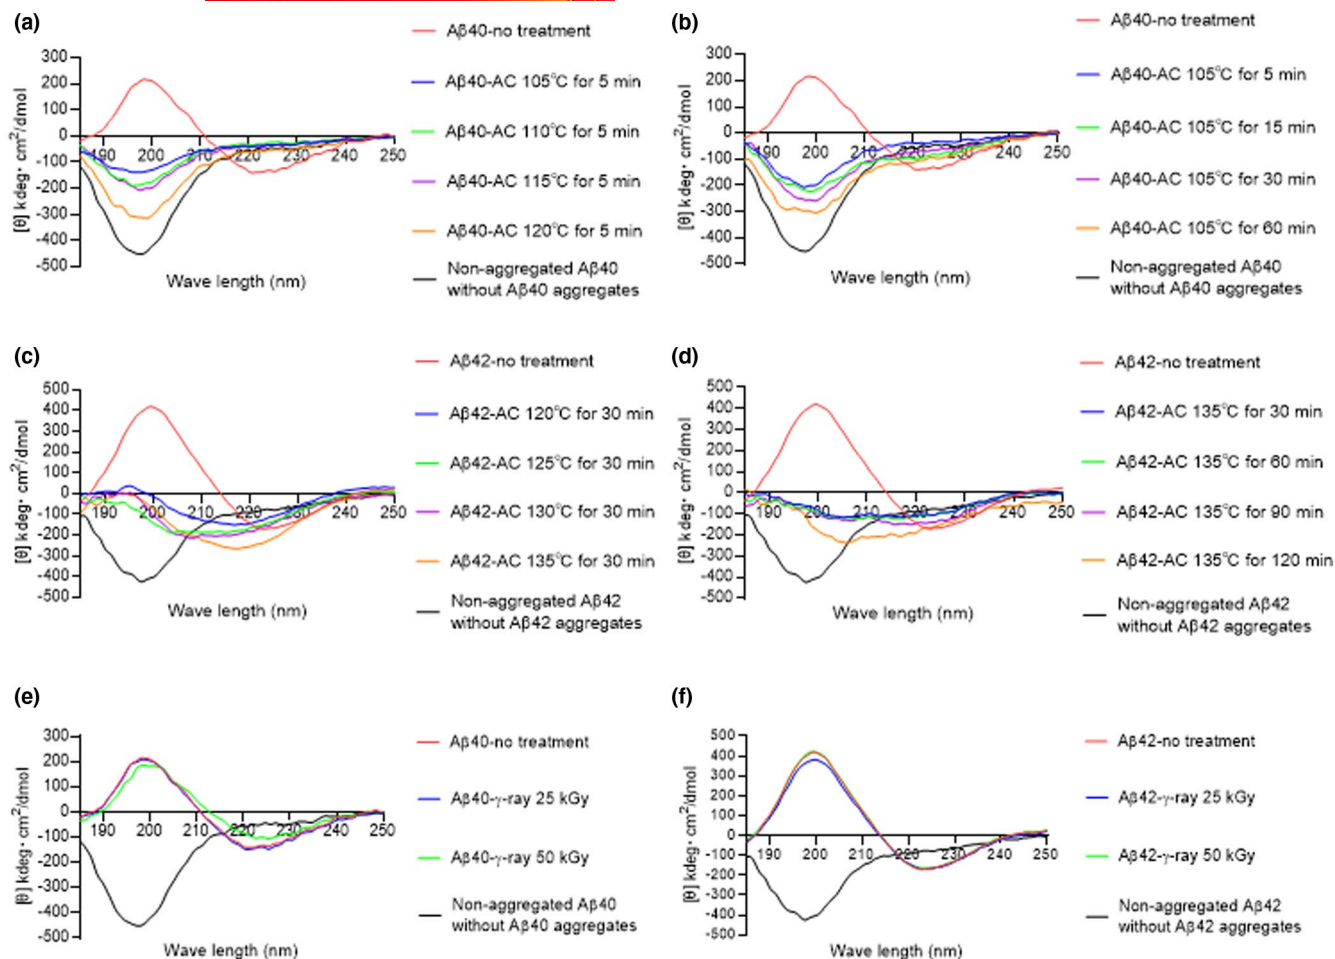 (a)
300
200
100
0
-100
-200
-300
-400
-500
190 200 210 220 230 240 250
[θ] kdeg· cm²/dmol
Wave length (nm)
Aβ40-no treatment
Aβ40-AC 105°C for 5 min
Aβ40-AC 110°C for 5 min
Aβ40-AC 115°C for 5 min
Aβ40-AC 120°C for 5 min
Non-aggregated Aβ40
without Aβ40 aggregates
(b)
300
200
100
0
-100
-200
-300
-400
-500
190 200 210 220 230 240 250
[θ] kdeg· cm²/dmol
Wave length (nm)
Aβ40-no treatment
Aβ40-AC 105°C for 5 min
Aβ40-AC 105°C for 15 min
Aβ40-AC 105°C for 30 min
Aβ40-AC 105°C for 60 min
Non-aggregated Aβ40
without Aβ40 aggregates
(c)
500
400
300
200
100
0
-100
-200
-300
-400
-500
190 200 210 220 230 240 250
[θ] kdeg· cm²/dmol
Wave length (nm)
Aβ42-no treatment
Aβ42-AC 120°C for 30 min
Aβ42-AC 125°C for 30 min
Aβ42-AC 130°C for 30 min
Aβ42-AC 135°C for 30 min
Non-aggregated Aβ42
without Aβ42 aggregates
(d)
500
400
300
200
100
0
-100
-200
-300
-400
-500
190 200 210 220 230 240 250
[θ] kdeg· cm²/dmol
Wave length (nm)
Aβ42-no treatment
Aβ42-AC 135°C for 30 min
Aβ42-AC 135°C for 60 min
Aβ42-AC 135°C for 90 min
Aβ42-AC 135°C for 120 min
Non-aggregated Aβ42
without Aβ42 aggregates
(e)
300
200
100
0
-100
-200
-300
-400
-500
190 200 210 220 230 240 250
[θ] kdeg· cm²/dmol
Wave length (nm)
Aβ40-no treatment
Aβ40-γ-ray 25 kGy
Aβ40-γ-ray 50 kGy
Non-aggregated Aβ40
without Aβ40 aggregates
(f)
500
400
300
200
100
0
-100
-200
-300
-400
-500
190 200 210 220 230 240 250
[θ] kdeg· cm²/dmol
Wave length (nm)
Aβ42-no treatment
Aβ42-γ-ray 25 kGy
Aβ42-γ-ray 50 kGy
Non-aggregated Aβ42
without Aβ42 aggregates